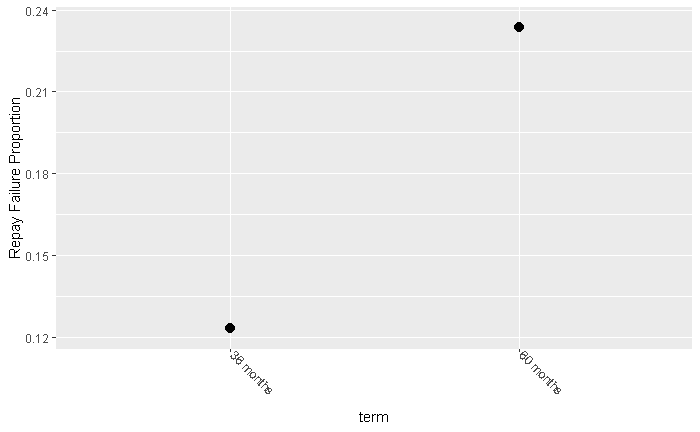 0.24
0.21
0.18
0.15
0.12
Repay Failure Proportion
36 months
60 months
term